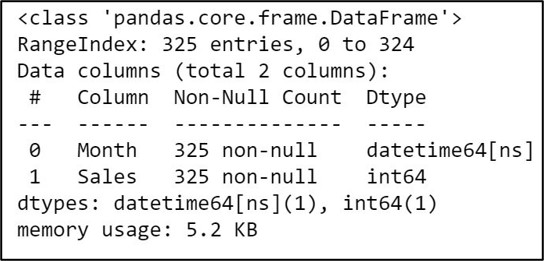 <class 'pandas.core.frame.DataFrame'>
RangeIndex: 325 entries, 0 to 324
Data columns (total 2 columns):
 #   Column  Non-Null Count  Dtype
---  ------  --------------  -----
 0   Month   325 non-null    datetime64[ns]
 1   Sales   325 non-null    int64
dtypes: datetime64[ns](1), int64(1)
memory usage: 5.2 KB